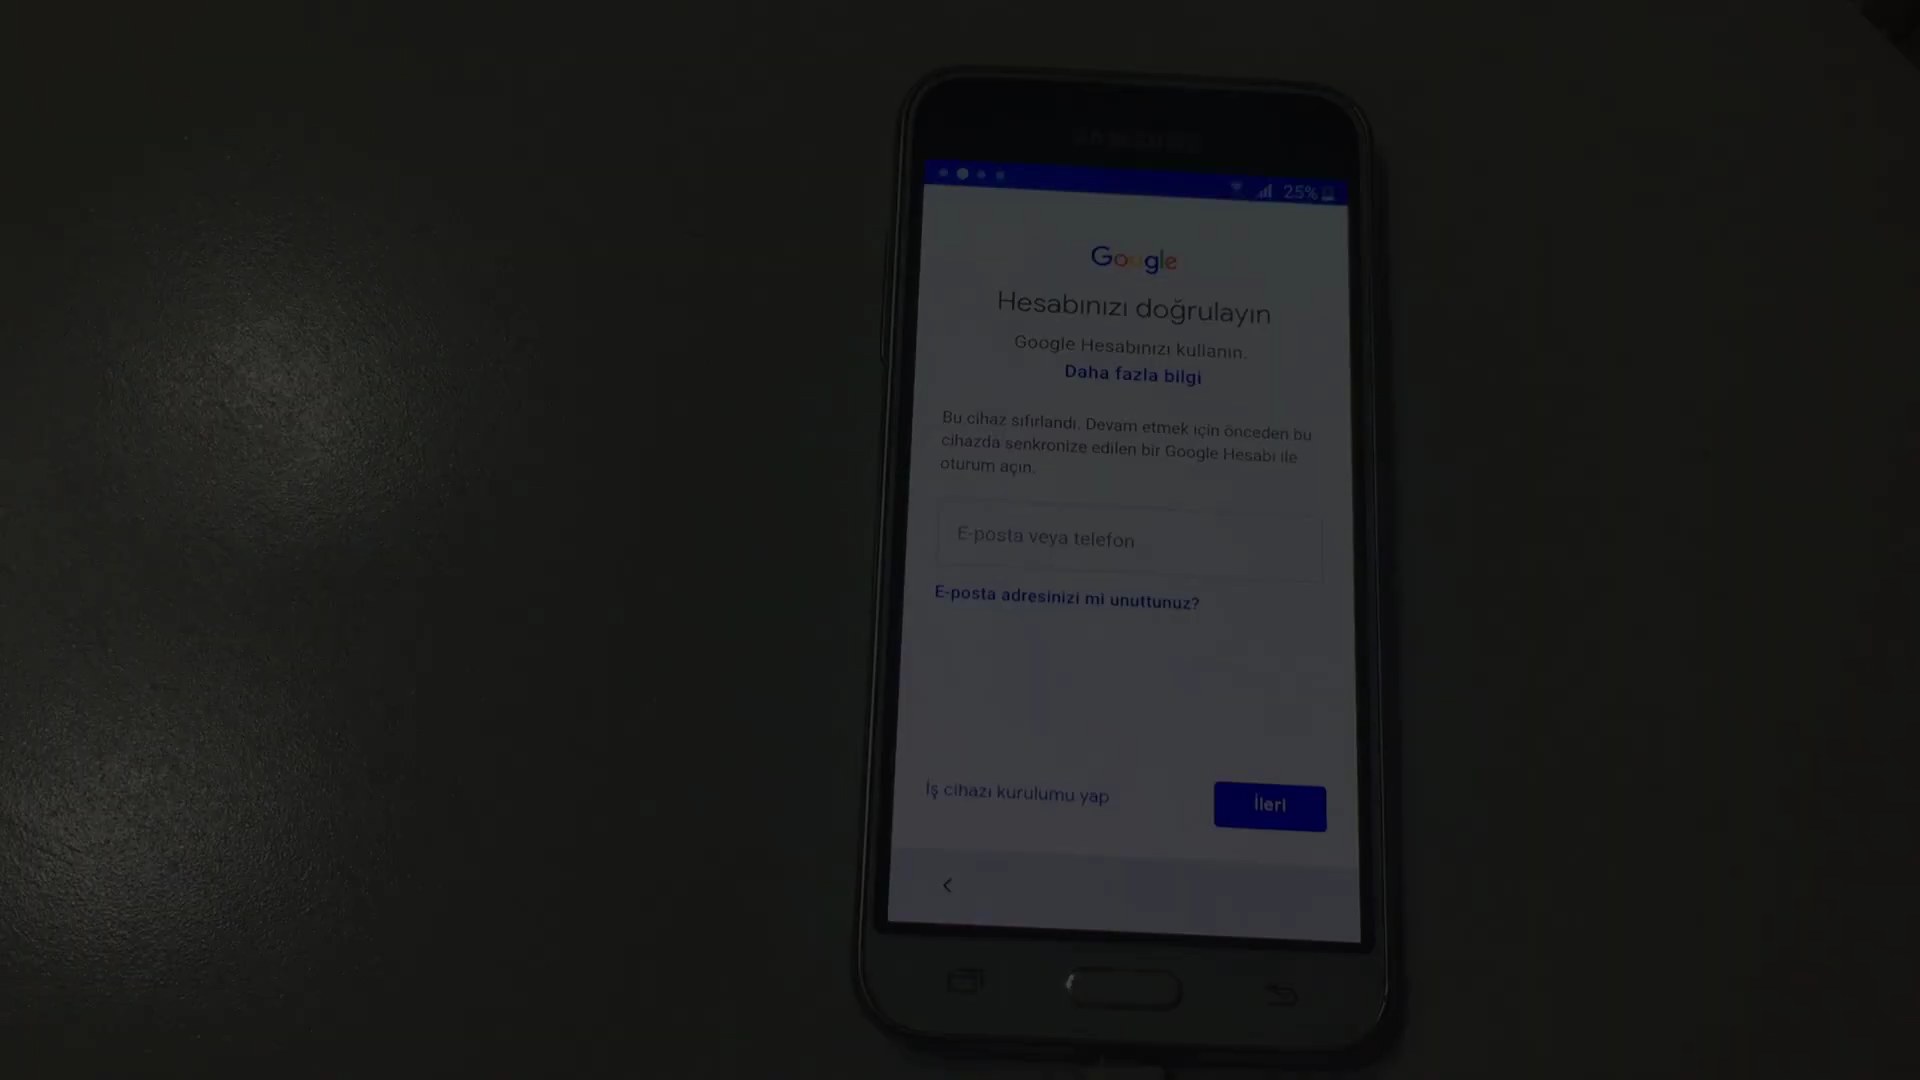 SAMSUNG
25%
Google
Hesabınızı doğrulayın
Google Hesabınızı kullanın.
Daha fazla bilgi
Bu cihaz sıfırlandı. Devam etmek için önceden bu
cihazda senkronize edilen bir Google Hesabı ile
oturum açın.
E-posta veya telefon
E-posta adresinizi mi unuttunuz?
İş cihazı kurulumu yap
İleri